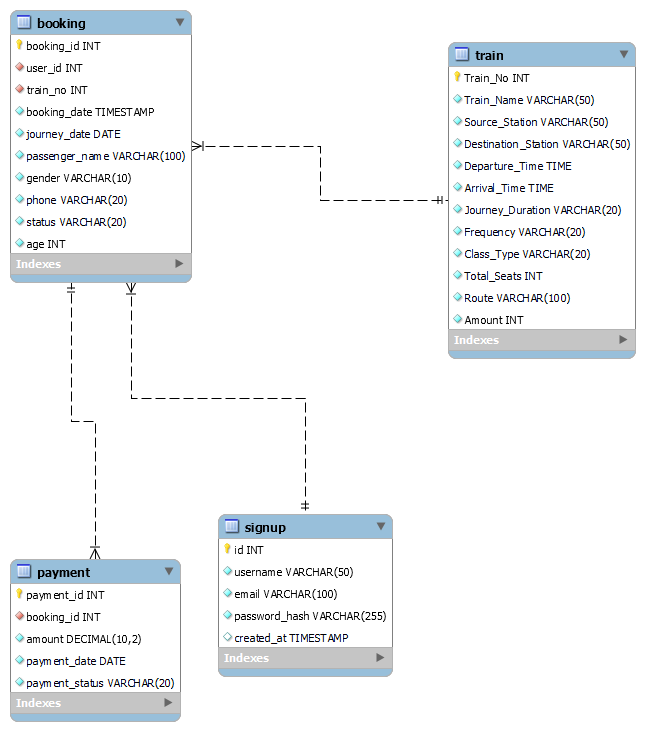 booking
booking_id INT
user_id INT
train_no INT
booking_date TIMESTAMP
journey_date DATE
passenger_name VARCHAR(100)
gender VARCHAR(10)
phone VARCHAR(20)
status VARCHAR(20)
age INT
Indexes
train
Train_No INT
Train_Name VARCHAR(50)
Source_Station VARCHAR(50)
Destination_Station VARCHAR(50)
Departure_Time TIME
Arrival_Time TIME
Journey_Duration VARCHAR(20)
Frequency VARCHAR(20)
Class_Type VARCHAR(20)
Total_Seats INT
Route VARCHAR(100)
Amount INT
Indexes
signup
id INT
username VARCHAR(50)
email VARCHAR(100)
password_hash VARCHAR(255)
created_at TIMESTAMP
Indexes
payment
payment_id INT
booking_id INT
amount DECIMAL(10,2)
payment_date DATE
payment_status VARCHAR(20)
Indexes